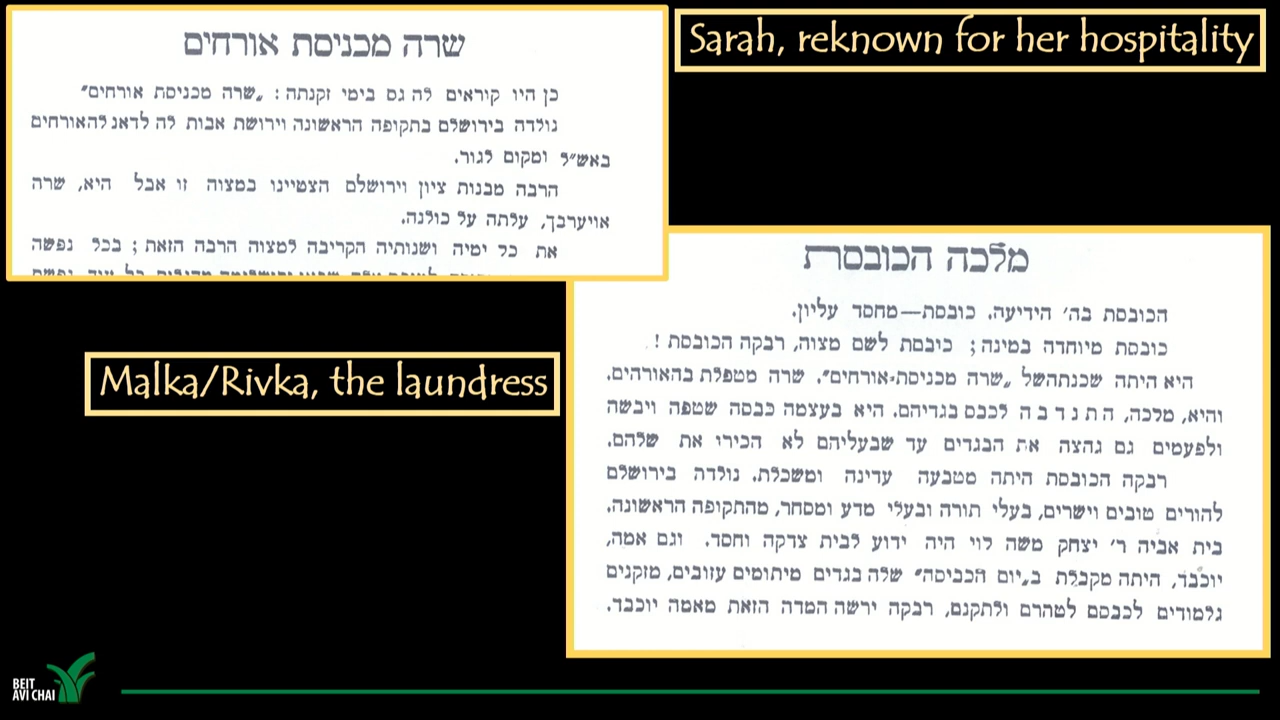 שרה מכניסת אורחים
כן היו קוראים לה גם בימי זקנתה: „שרה מכניסת אורחים״
נולדה בירושלם בתקופה הראשונה וירושת אבות לה לדאג להאורחים
באש״ל ומקום לגור.
הרבה מבנות ציון וירושלם הצטיינו במצוה זו אבל היא, שרה
אויערבך, עלתה על כולנה.
את כל ימיה ושנותיה הקריבה למצוה הרבה הזאת; בכל נפשה
Sarah, reknown for her hospitality
Malka/Rivka, the laundress
מלכה הכובסת
הכובסת בה׳ הידיעה. כובסת—מחסד עליון.
כובסת מיוחדה במינה; כיבסת לשם מצוה, רבקה הכובסת!
היא היתה שכנתהשל „שרה מכניסת-אורחים״. שרה מטפלת בהאורהים.
והיא, מלכה, התנדבה לכבס בגדיהם. היא בעצמה כבסה שטפה ויבשה
ולפעמים גם גהצה את הבגדים עד שבעליהם לא הכירו את שלהם.
רבקה הכובסת היתה מטבעה עדינה ומשכלת. נולדה בירושלם
להורים טובים וישרים, בעלי תורה ובעלי מדע ומסחר, מהתקופה הראשונה.
בית אביה ר׳ יצחק משה לוי היה ידוע לבית צדקה וחסד. וגם אמה,
יוכבד, היתה מקבלת ב„יום הכביסה״ שלה בגדים מיתומים עזובים, מזקנים
גלמודים לכבסם לטהרם ולתקנם, רבקה ירשה המדה הזאת מאמה יוכבד.
BEIT
AVI CHAI